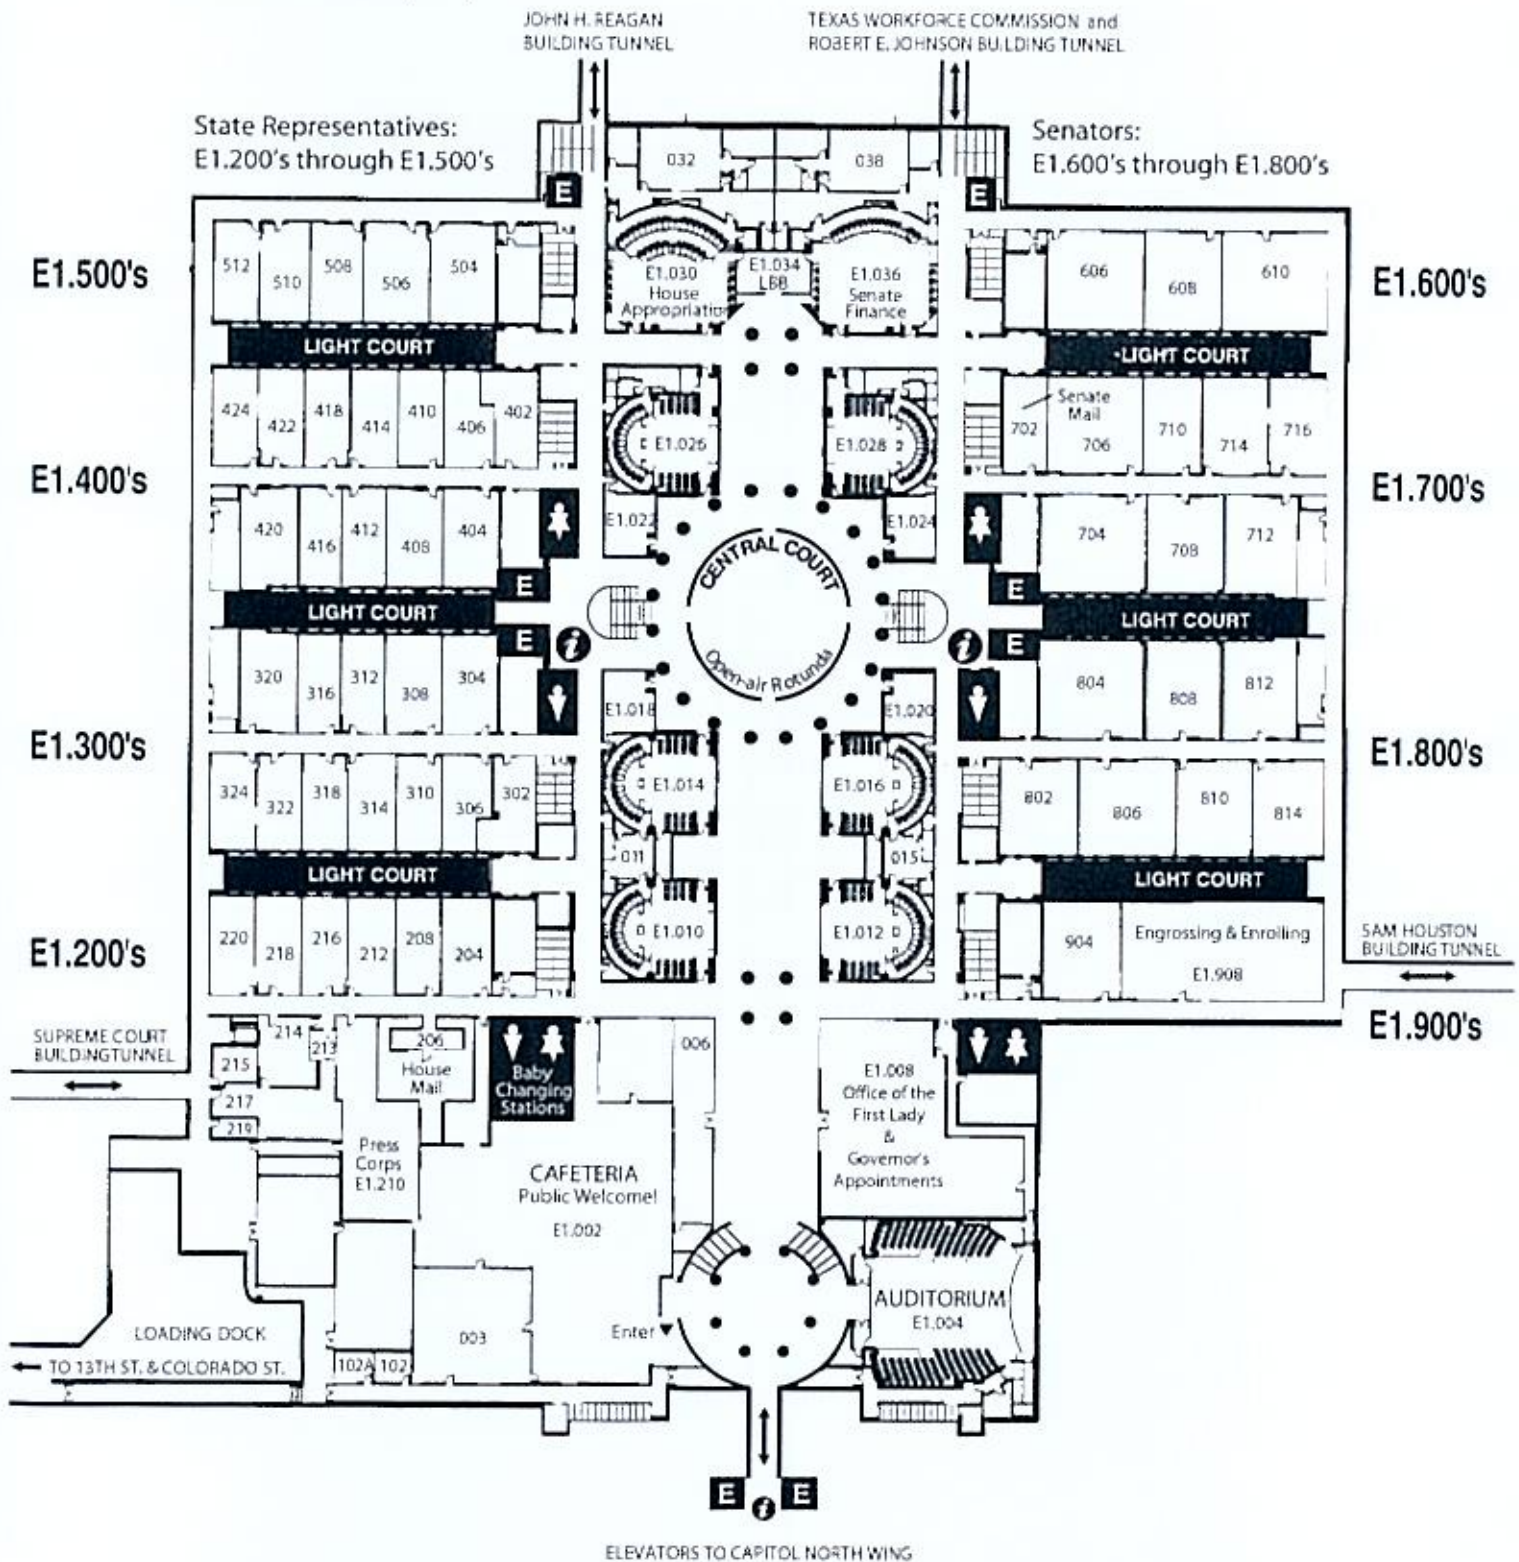 JOHN H. REAGAN
BUILDING TUNNEL
TEXAS WORKFORCE COMMISSION and
ROBERT E. JOHNSON BUILDING TUNNEL
State Representatives:
E1.200's through E1.500's
Senators:
E1.600's through E1.800's
032
038
E
E
E1.500's
512
510
508
506
504
E1.030
House
Appropriation
E1.034
LBB
E1.036
Senate
Finance
606
608
610
E1.600's
LIGHT COURT
LIGHT COURT
424
422
418
414
410
406
402
E1.026
E1.028
702
Senate
Mail
706
710
714
716
E1.400's
E1.700's
420
416
412
408
404
E1.022
E1.024
704
708
712
CENTRAL COURT
Open-air Rotunda
E
E
LIGHT COURT
LIGHT COURT
E
i
i
E
320
316
312
308
304
E1.018
E1.020
804
808
812
E1.300's
E1.800's
324
322
318
314
310
306
302
E1.014
E1.016
802
806
810
814
011
015
LIGHT COURT
LIGHT COURT
E1.200's
220
218
216
212
208
204
E1.010
E1.012
904
Engrossing & Enrolling
E1.908
SAM HOUSTON
BUILDING TUNNEL
E1.900's
SUPREME COURT
BUILDING TUNNEL
214
213
215
217
219
206
House
Mail
Baby
Changing
Stations
006
E1.008
Office of the
First Lady
&
Governor's
Appointments
Press
Corps
E1.210
CAFETERIA
Public Welcome!
E1.002
AUDITORIUM
E1.004
LOADING DOCK
TO 13TH ST. & COLORADO ST.
102A
102
003
Enter
E
i
E
ELEVATORS TO CAPITOL NORTH WING